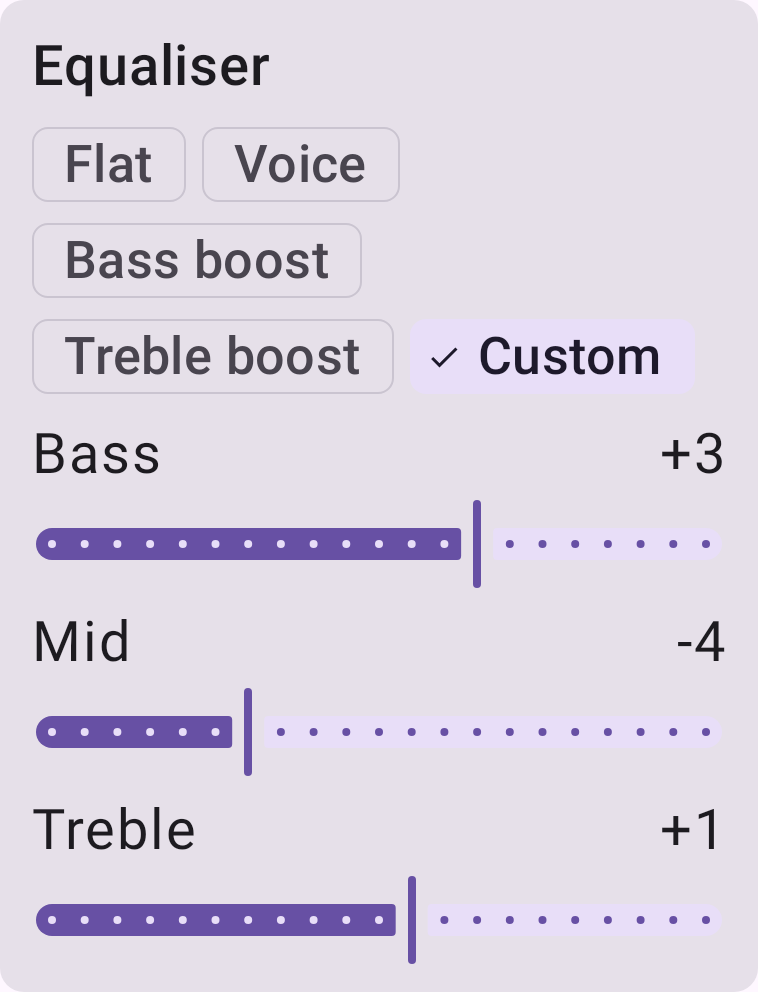 Equaliser
Flat Voice
Bass boost
Treble boost Custom
Bass +3
Mid -4
Treble +1